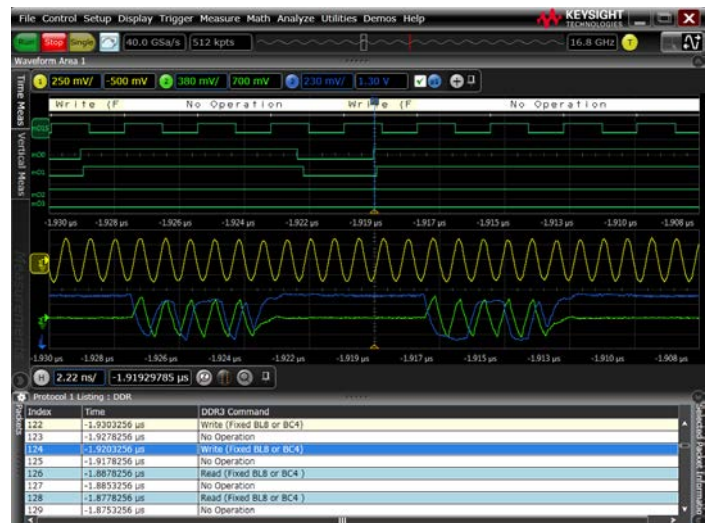 File Control Setup Display Trigger Measure Math Analyze Utilities Demos Help
KEYSIGHT
TECHNOLOGIES
Run Stop Single 40.0 GSa/s 512 kpts 16.8 GHz T
Waveform Area 1
1 250 mV/ -500 mV 2 380 mV/ 700 mV 3 230 mV/ 1.30 V
Time Meas
Vertical Meas
Measurements
Write (F No Operation Write (F No Operation
mD15
mD0
mD1
mD2
mD3
-1.930 µs -1.928 µs -1.926 µs -1.924 µs -1.922 µs -1.919 µs -1.917 µs -1.915 µs -1.913 µs -1.910 µs -1.908 µs
-1.930 µs -1.928 µs -1.926 µs -1.924 µs -1.922 µs -1.919 µs -1.917 µs -1.915 µs -1.913 µs -1.910 µs -1.908 µs
H 2.22 ns/ -1.91929785 µs 0
Protocol 1 Listing : DDR
Packets
Selected Packet Information
Index Time DDR3 Command
122 -1.9303256 µs Write (Fixed BL8 or BC4)
123 -1.9278256 µs No Operation
124 -1.9203256 µs Write (Fixed BL8 or BC4)
125 -1.9178256 µs No Operation
126 -1.8878256 µs Read (Fixed BL8 or BC4 )
127 -1.8853256 µs No Operation
128 -1.8778256 µs Read (Fixed BL8 or BC4 )
129 -1.8753256 µs No Operation